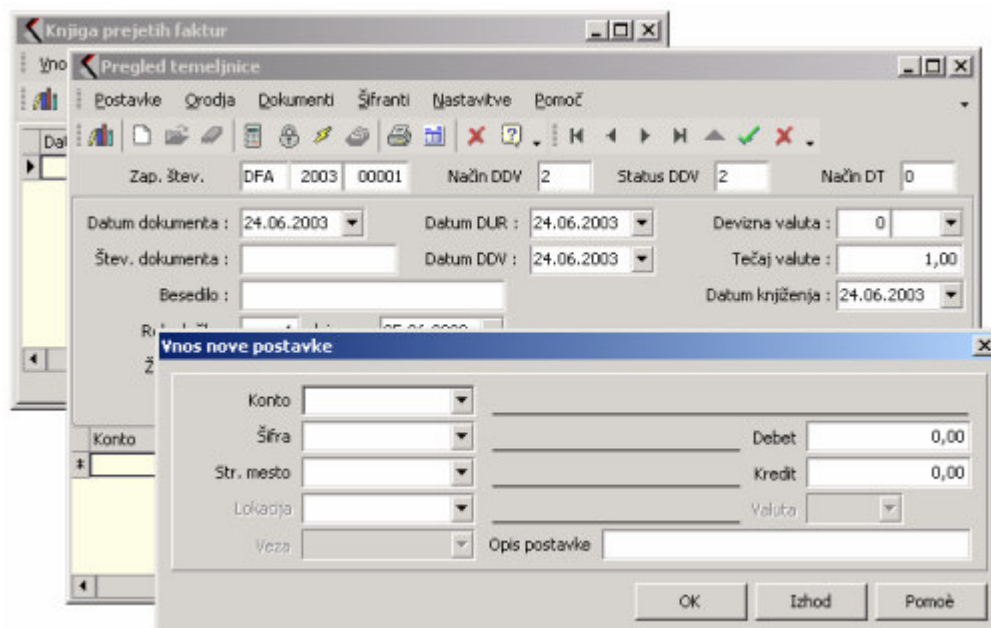 Knjiga prejetih faktur
Vno
Pregled temeljnice
Postavke Orodja Dokumenti Šifranti Nastavitve Pomoč
Zap. štev. DFA 2003 00001 Način DDV 2 Status DDV 2 Način DT 0
Datum dokumenta : 24.06.2003 Datum DUR : 24.06.2003 Devizna valuta : 0
Štev. dokumenta : Datum DDV : 24.06.2003 Tečaj valute : 1,00
Besedilo : Datum knjiženja : 24.06.2003
Vnos nove postavke
Konto
Šifra Debet 0,00
Str. mesto Kredit 0,00
Lokacija Valuta
Veza Opis postavke
Konto
OK Izhod Pomoè